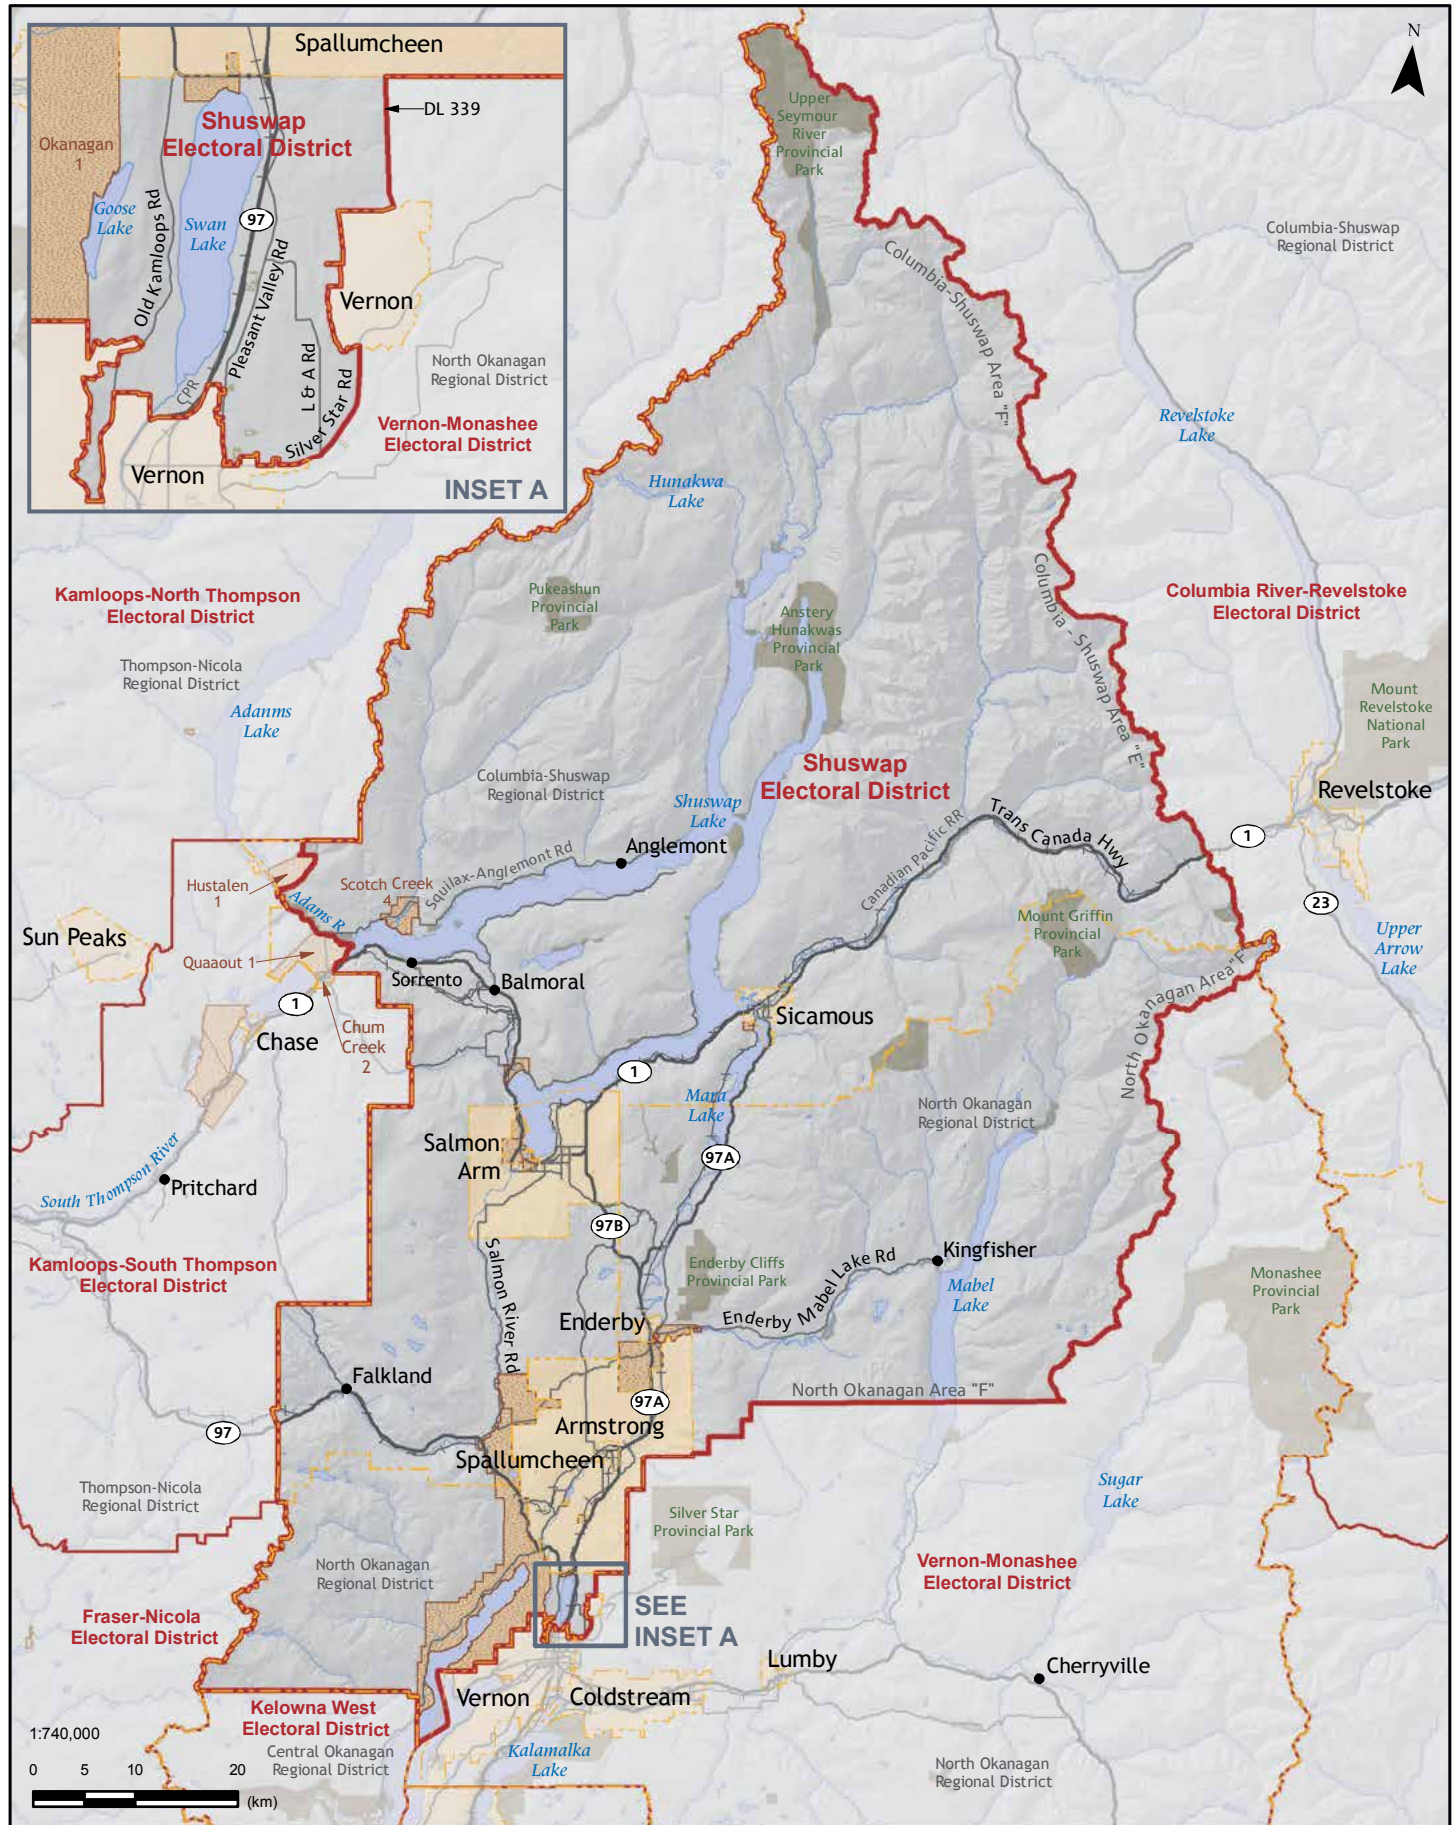 N
Spallumcheen
DL 339
Shuswap
Electoral District
Okanagan
1
Goose
Lake
Swan
Lake
Old Kamloops Rd
97
Pleasant Valley Rd
Vernon
L & A Rd
Silver Star Rd
CPR
North Okanagan
Regional District
Vernon-Monashee
Electoral District
Vernon
INSET A
Upper
Seymour
River
Provincial
Park
Columbia-Shuswap
Regional District
Columbia-Shuswap Area "F"
Revelstoke
Lake
Hunakwa
Lake
Kamloops-North Thompson
Electoral District
Pukeashun
Provincial
Park
Anstery
Hunakwas
Provincial
Park
Columbia - Shuswap Area "E"
Columbia River-Revelstoke
Electoral District
Thompson-Nicola
Regional District
Adanms
Lake
Mount
Revelstoke
National
Park
Columbia-Shuswap
Regional District
Shuswap
Lake
Shuswap
Electoral District
Revelstoke
Trans Canada Hwy
Canadian Pacific RR
1
Anglemont
Squilax-Anglemont Rd
Hustalen
1
Scotch Creek
4
Adams R
23
Mount Griffin
Provincial
Park
Upper
Arrow
Lake
Sun Peaks
Quaaout 1
Sorrento
Balmoral
North Okanagan Area "F"
1
Chase
Chum
Creek
2
Sicamous
1
Mara
Lake
North Okanagan
Regional District
Salmon
Arm
97A
South Thompson River
Pritchard
97B
Salmon River Rd
Kamloops-South Thompson
Electoral District
Enderby Cliffs
Provincial Park
Enderby Mabel Lake Rd
Kingfisher
Mabel
Lake
Monashee
Provincial
Park
Enderby
Falkland
97A
North Okanagan Area "F"
97
Armstrong
Spallumcheen
Thompson-Nicola
Regional District
Silver Star
Provincial Park
Sugar
Lake
North Okanagan
Regional District
Vernon-Monashee
Electoral District
Fraser-Nicola
Electoral District
SEE
INSET A
Lumby
Cherryville
Vernon
Coldstream
Kelowna West
Electoral District
Central Okanagan
Regional District
Kalamalka
Lake
North Okanagan
Regional District
1:740,000
0 5 10 20
(km)